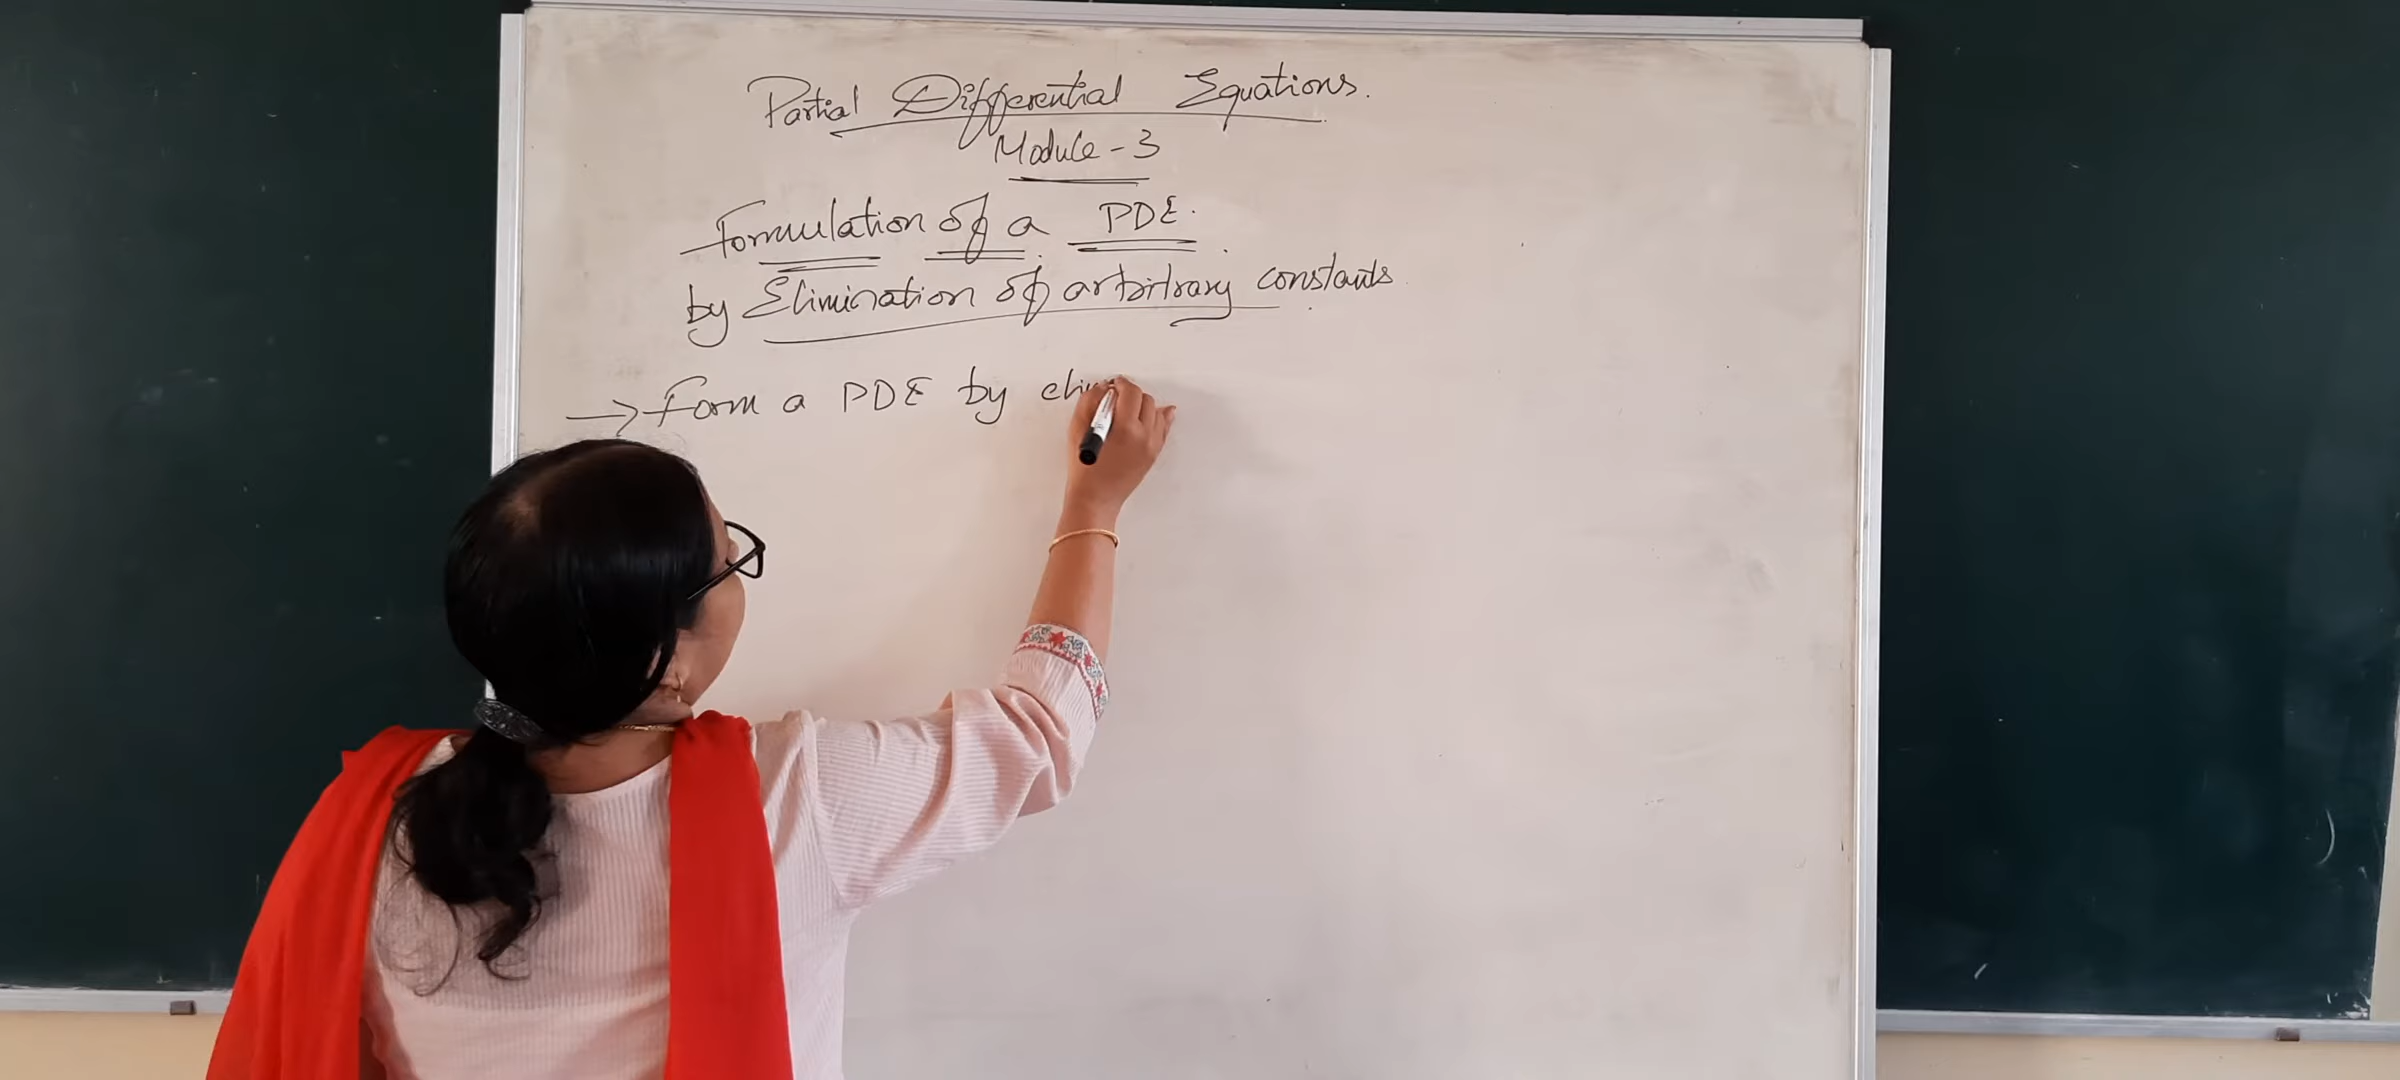 Partial Differential Equations.
Module - 3
Formulation of a PDE.
by Elimination of arbitrary constants
→ Form a PDE by